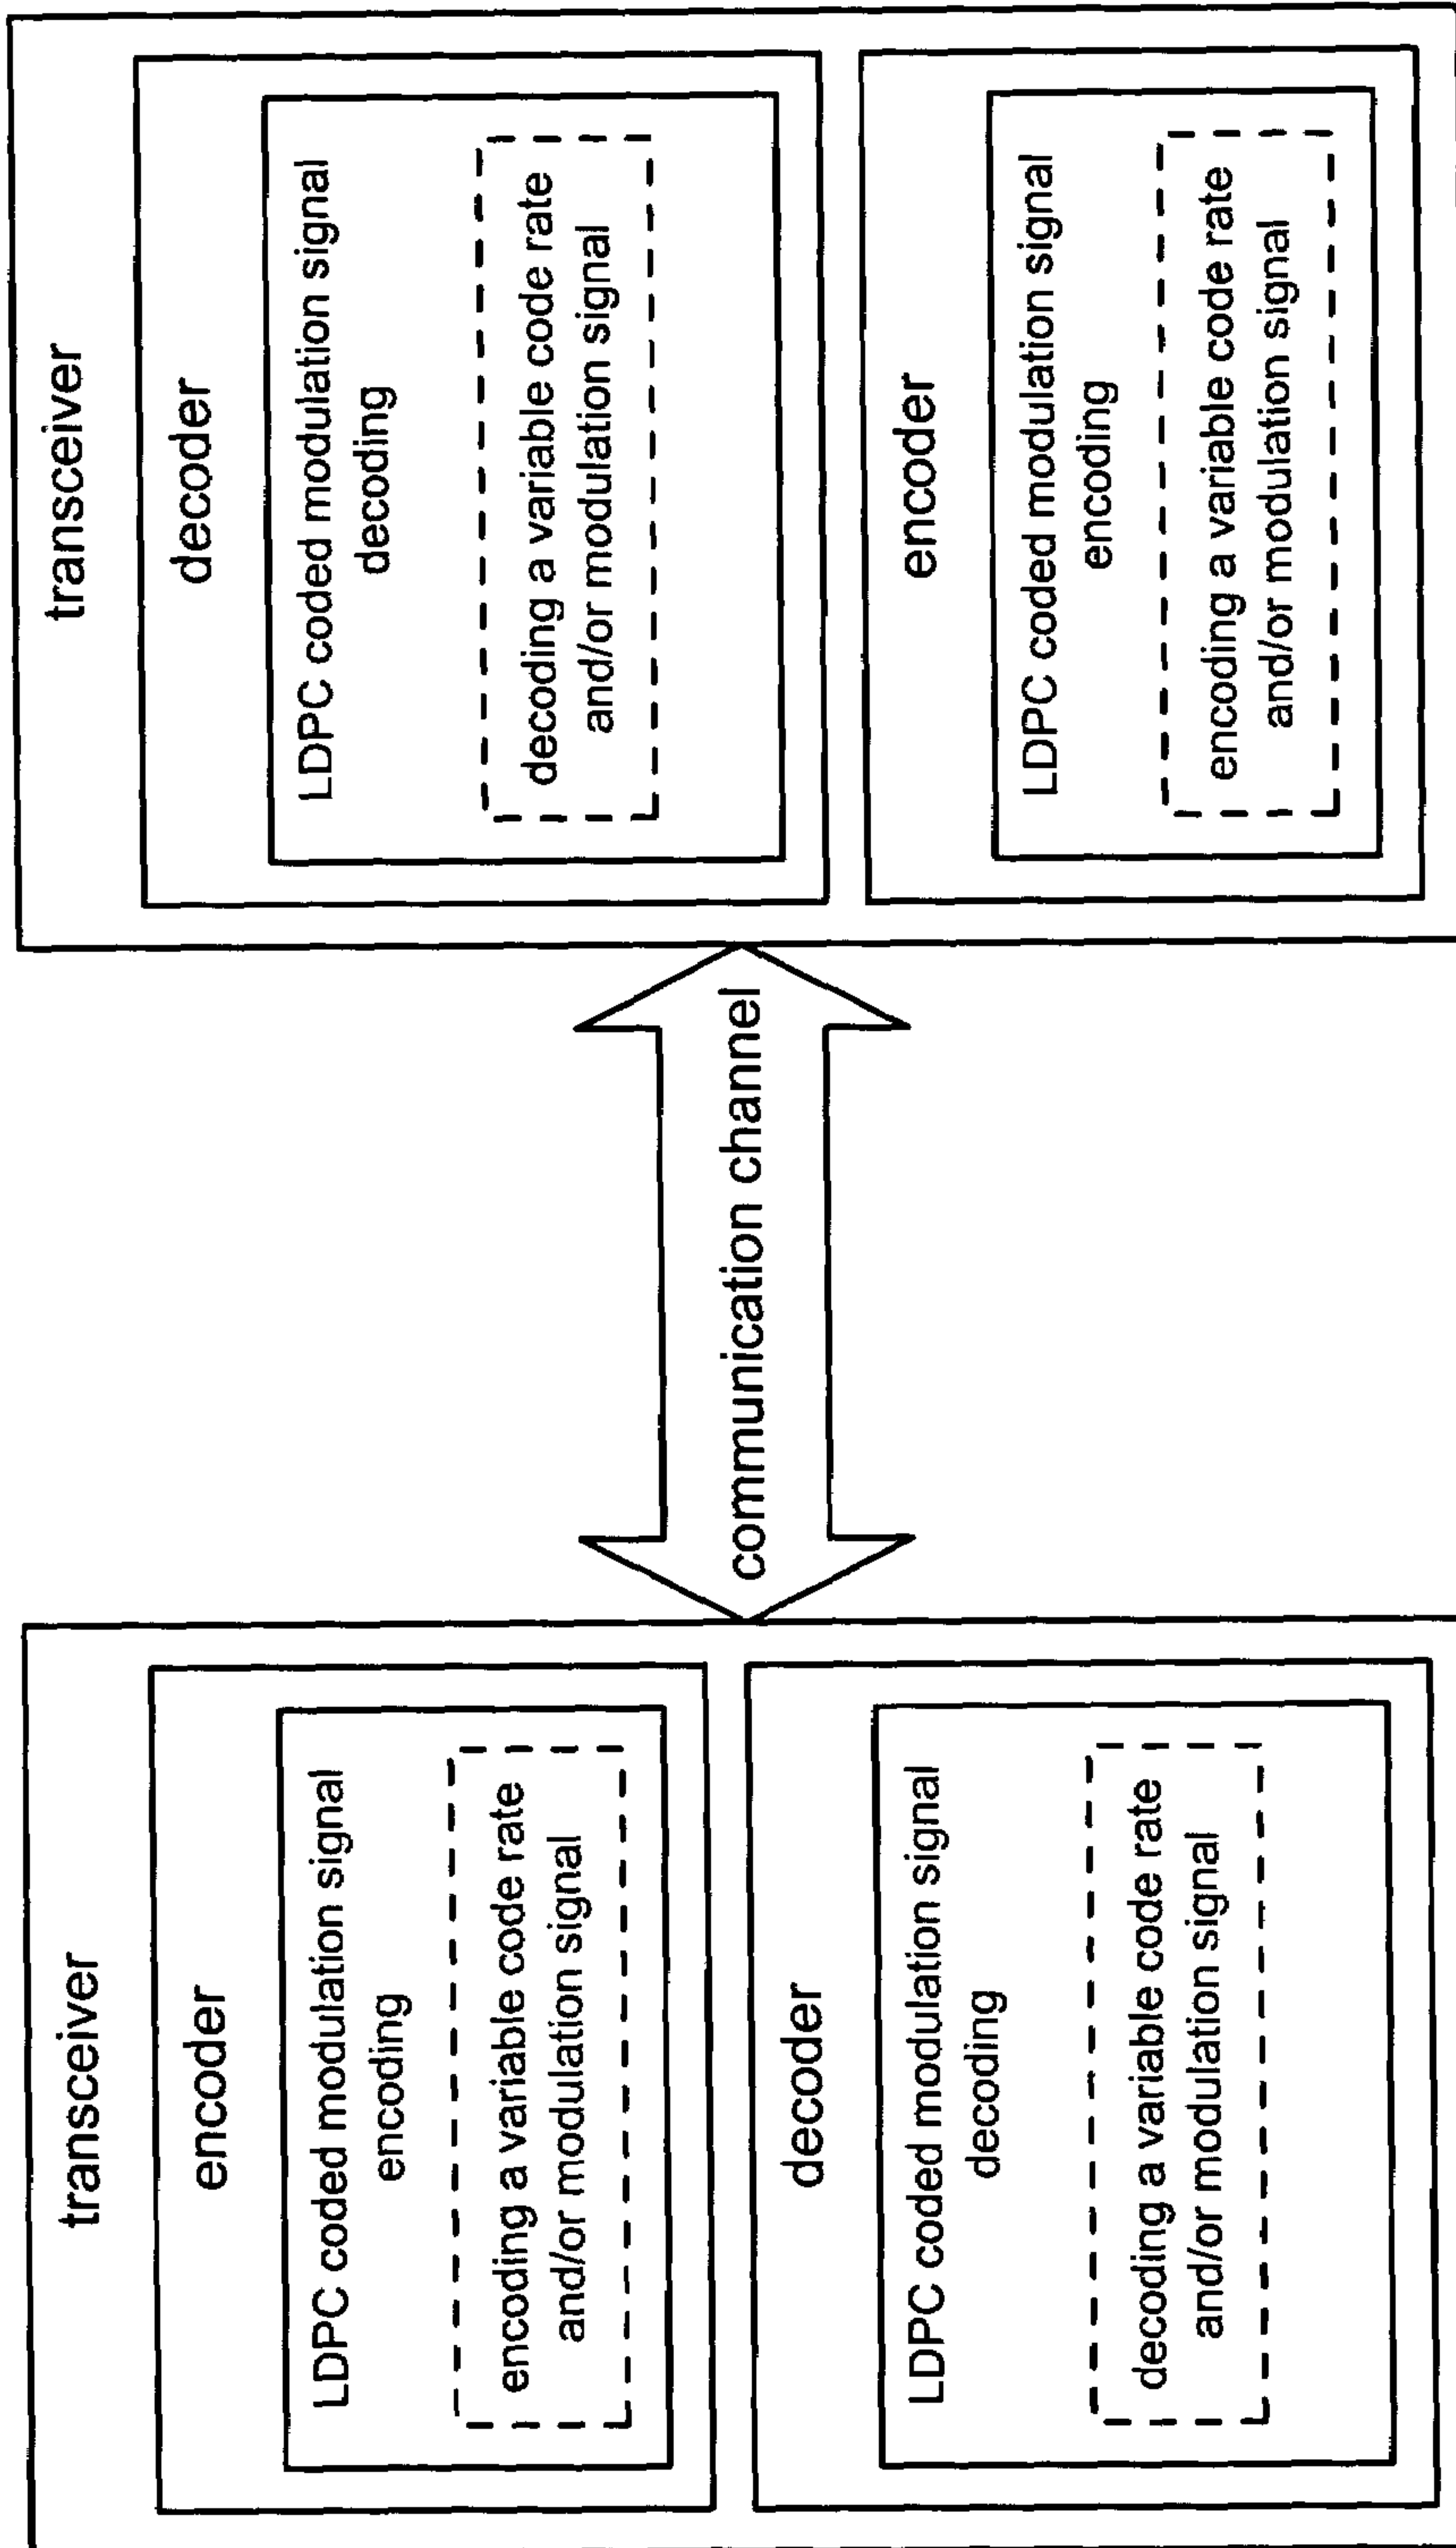 transceiver
encoder
LDPC coded modulation signal
encoding
encoding a variable code rate
and/or modulation signal
decoder
LDPC coded modulation signal
decoding
decoding a variable code rate
and/or modulation signal
communication channel
transceiver
decoder
LDPC coded modulation signal
decoding
decoding a variable code rate
and/or modulation signal
encoder
LDPC coded modulation signal
encoding
encoding a variable code rate
and/or modulation signal